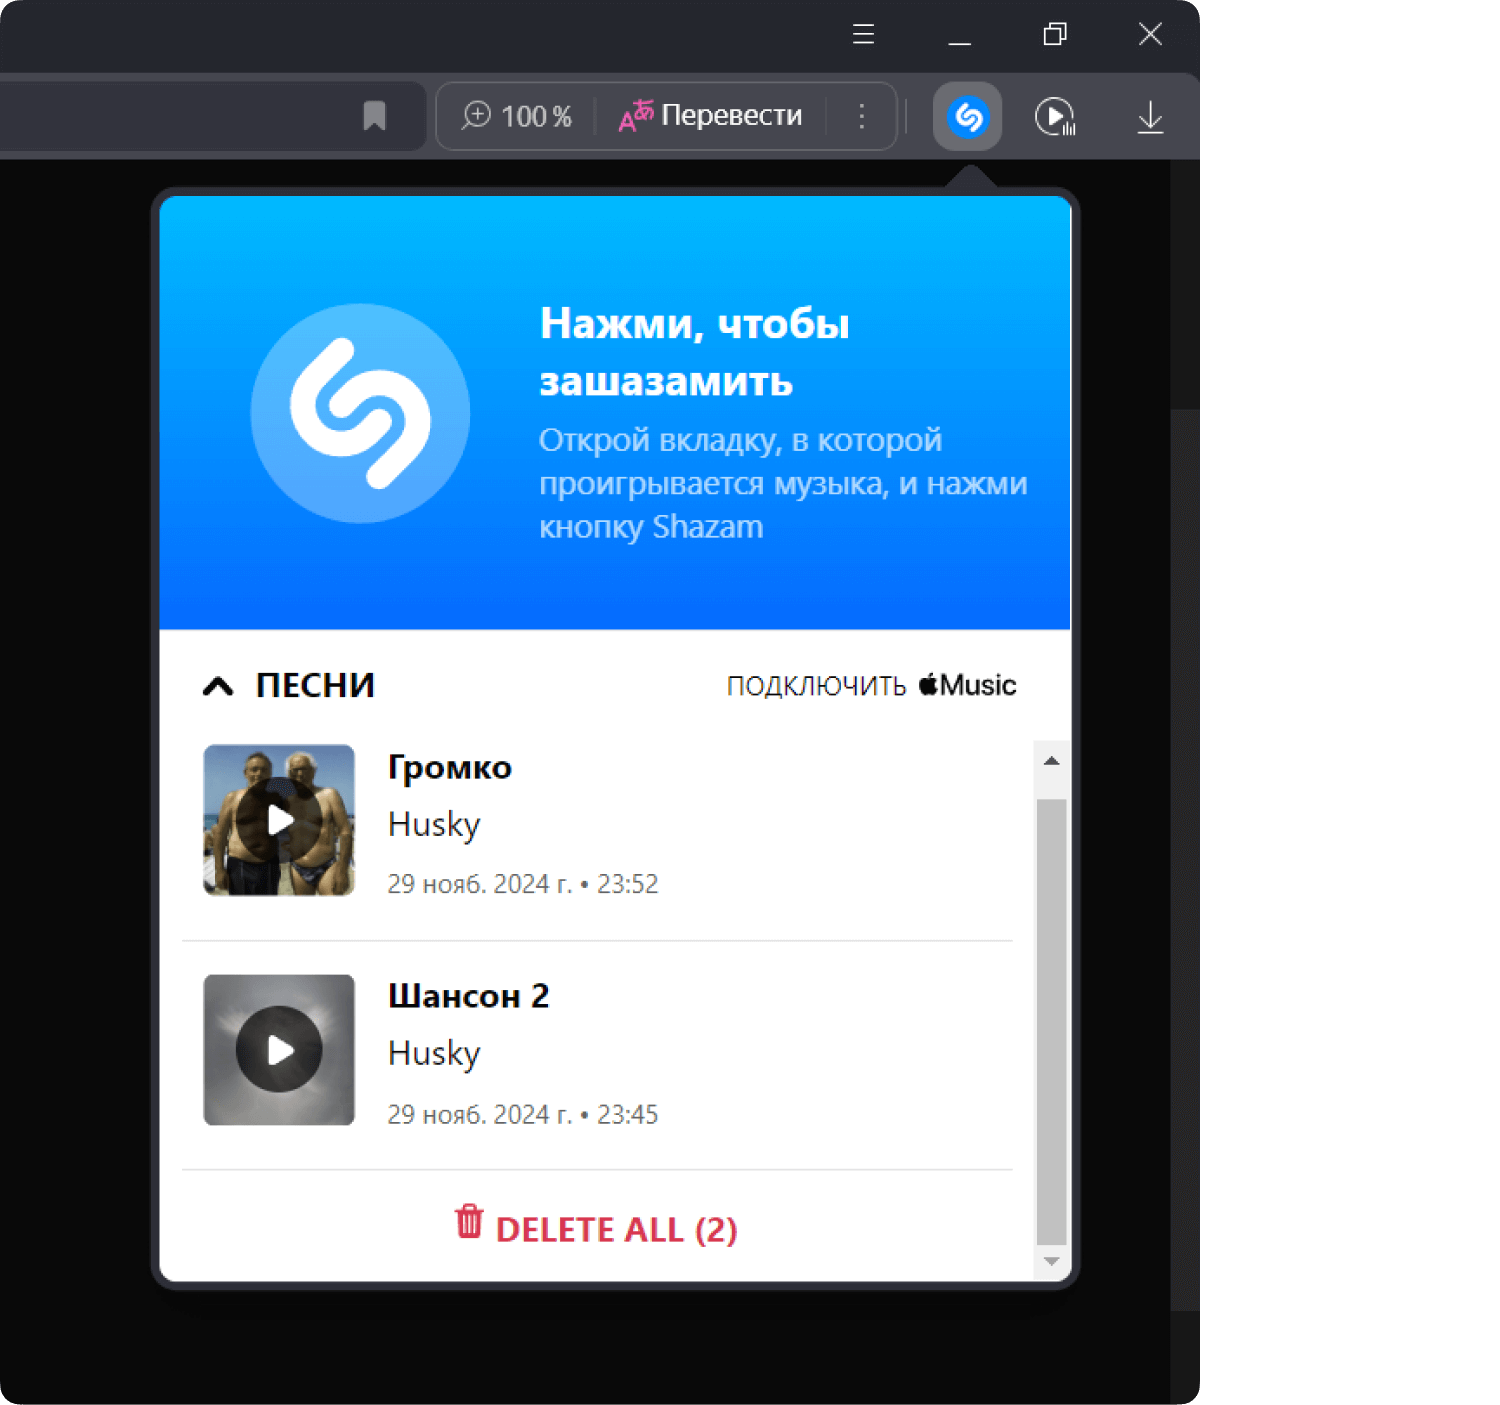 100 % Перевести
Нажми, чтобы
зашазамить
Открой вкладку, в которой
проигрывается музыка, и нажми
кнопку Shazam
ПЕСНИ
ПОДКЛЮЧИТЬ Music
Громко
Husky
29 нояб. 2024 г. • 23:52
Шансон 2
Husky
29 нояб. 2024 г. • 23:45
DELETE ALL (2)